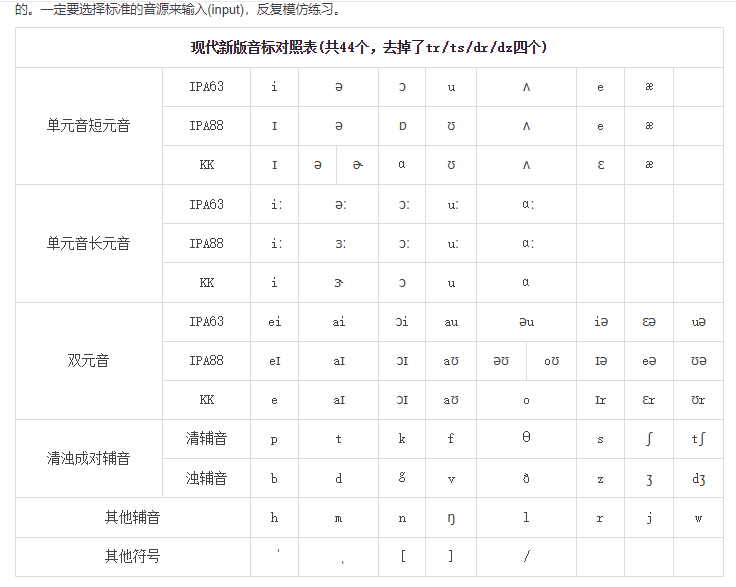 的。一定要选择标准的音源来输入(input)，反复模仿练习。
现代新版音标对照表(共44个，去掉了tr/ts/dr/dz四个)
单元音短元音
IPA63 i ə ɔ u ʌ e æ
IPA88 ɪ ə ɒ ʊ ʌ e æ
KK ɪ ə ɚ ɑ ʊ ʌ ɛ æ
单元音长元音
IPA63 iː əː ɔː uː ɑː
IPA88 iː ɜː ɔː uː ɑː
KK i ɝ ɔ u ɑ
双元音
IPA63 ei ai ɔi au əu iə ɛə uə
IPA88 eɪ aɪ ɔɪ aʊ əʊ oʊ ɪə eə ʊə
KK e aɪ ɔɪ aʊ o ɪr ɛr ʊr
清浊成对辅音
清辅音 p t k f θ s ʃ tʃ
浊辅音 b d g v ð z ʒ dʒ
其他辅音 h m n ŋ l r j w
其他符号 ˈ ˌ [ ] /